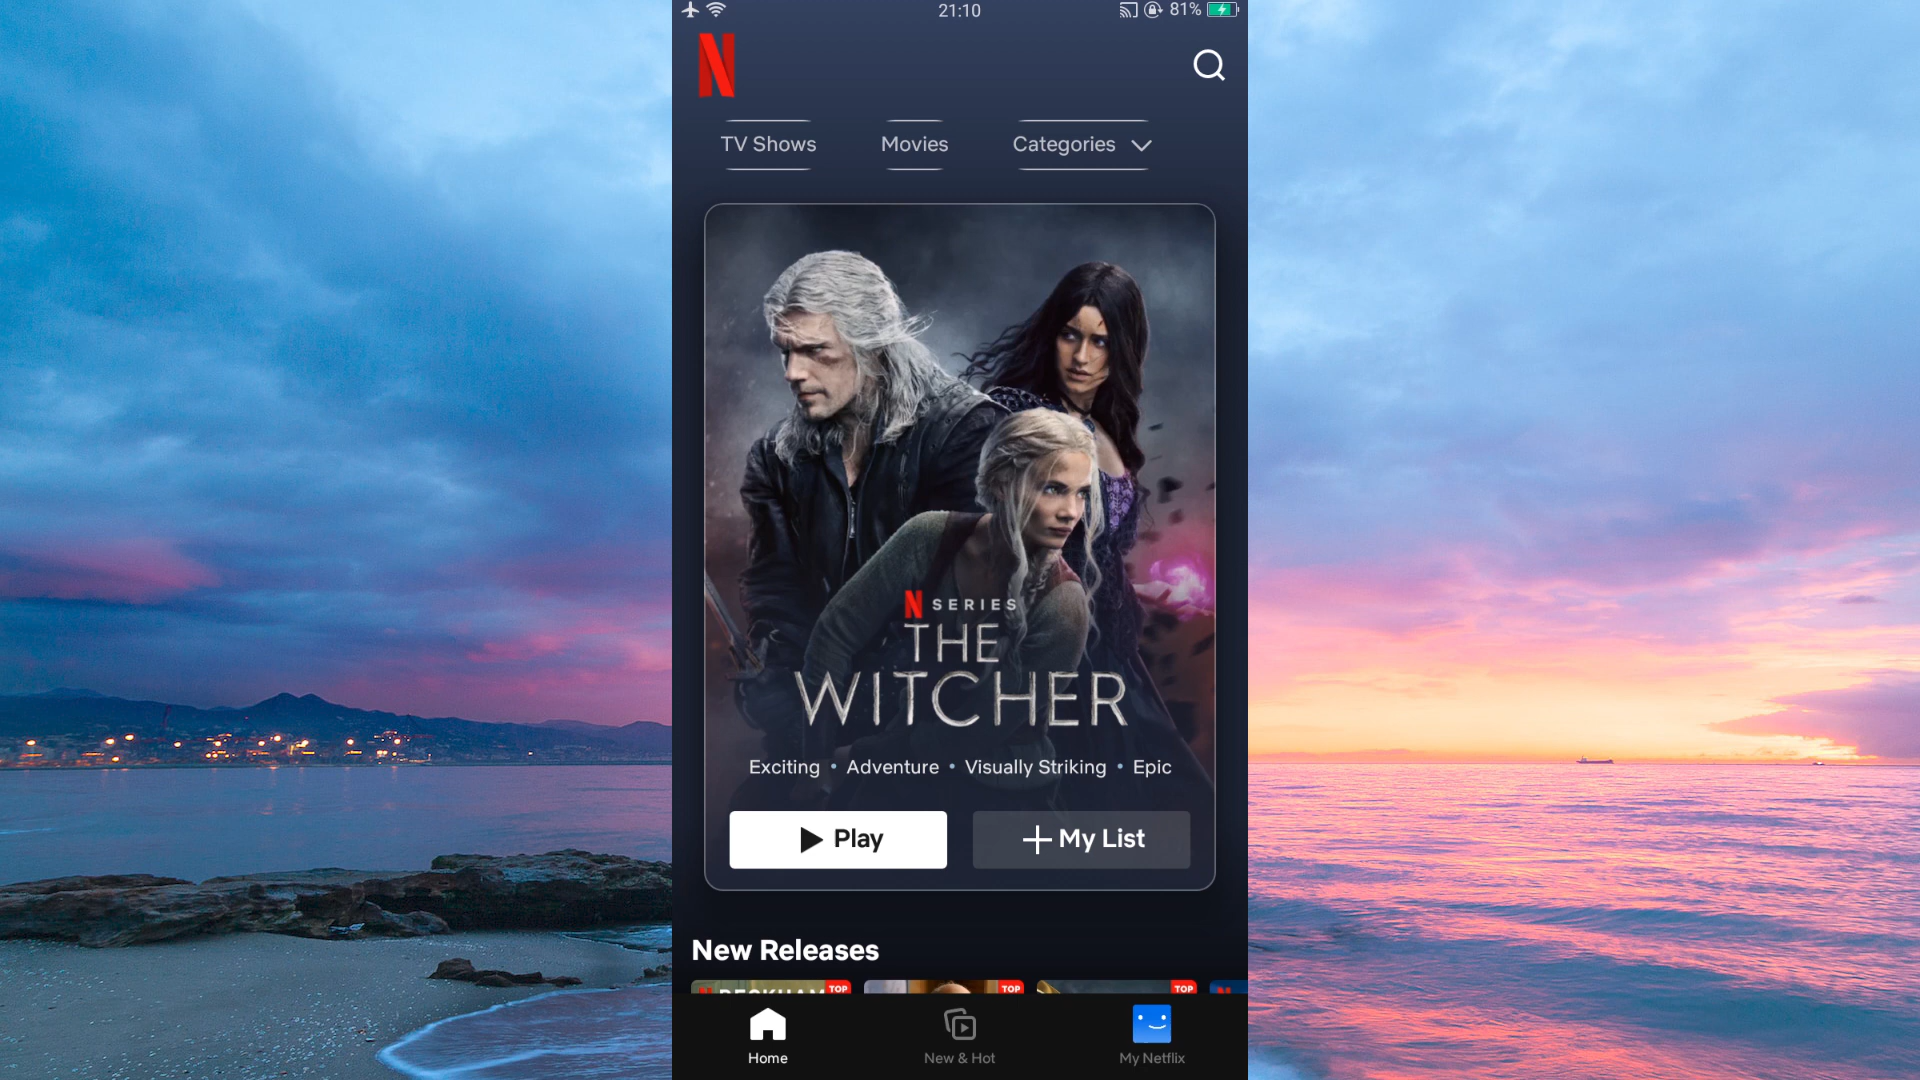 21:10
81%
N
TV Shows
Movies
Categories
N SERIES
THE
WITCHER
Exciting • Adventure • Visually Striking • Epic
Play
My List
New Releases
BECKHAM
TOP
TOP
TOP
Home
New & Hot
My Netflix